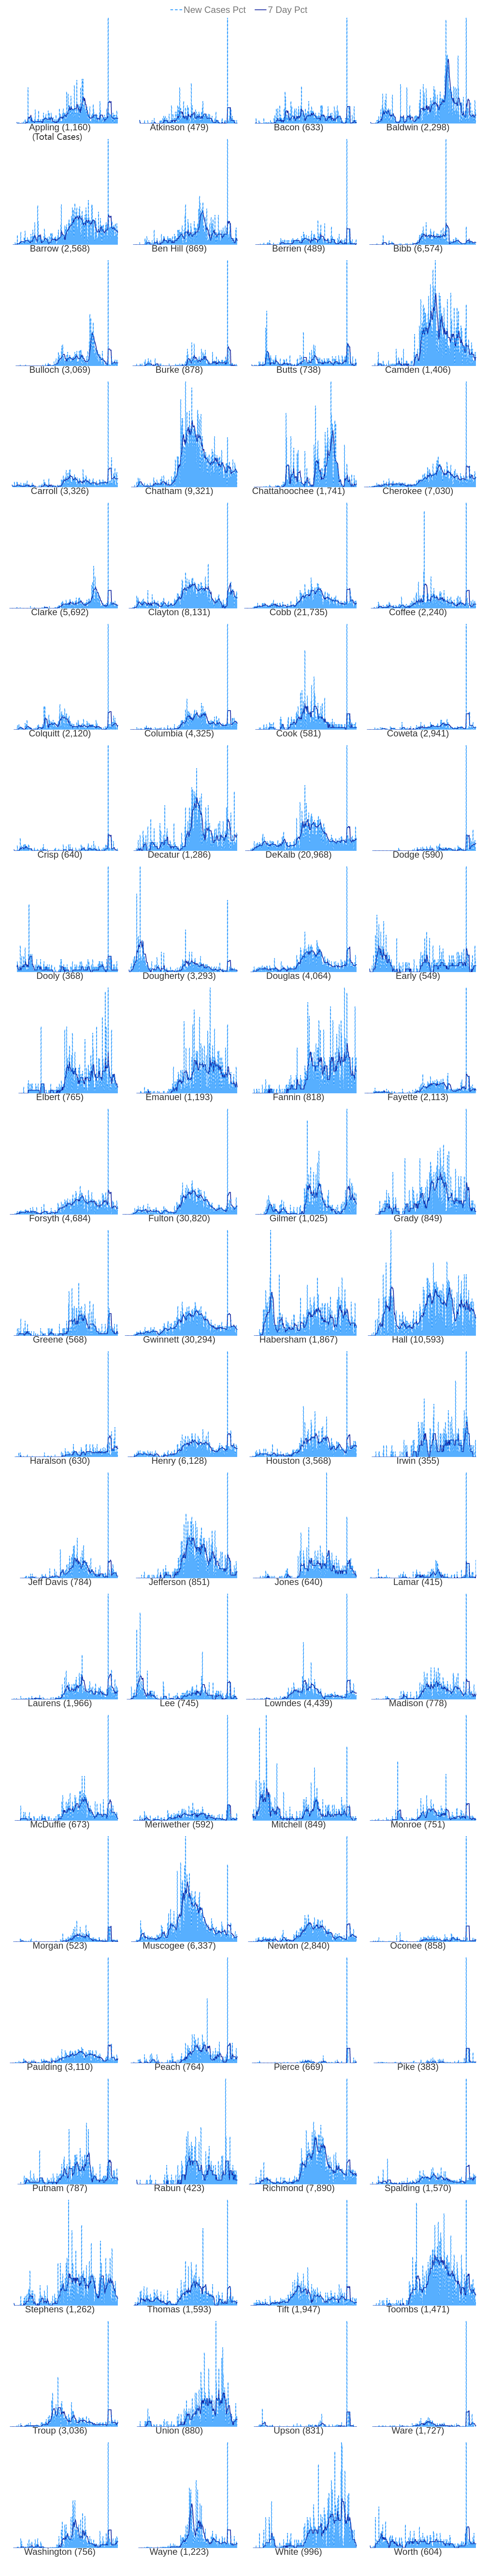 New Cases Pct 7 Day Pct
Appling (1,160) Atkinson (479) Bacon (633) Baldwin (2,298)
(Total Cases)
Barrow (2,568) Ben Hill (869) Berrien (489) Bibb (6,574)
Bulloch (3,069) Burke (878) Butts (738) Camden (1,406)
Carroll (3,326) Chatham (9,321) Chattahoochee (1,741) Cherokee (7,030)
Clarke (5,692) Clayton (8,131) Cobb (21,735) Coffee (2,240)
Colquitt (2,120) Columbia (4,325) Cook (581) Coweta (2,941)
Crisp (640) Decatur (1,286) DeKalb (20,968) Dodge (590)
Dooly (368) Dougherty (3,293) Douglas (4,064) Early (549)
Elbert (765) Emanuel (1,193) Fannin (818) Fayette (2,113)
Forsyth (4,684) Fulton (30,820) Gilmer (1,025) Grady (849)
Greene (568) Gwinnett (30,294) Habersham (1,867) Hall (10,593)
Haralson (630) Henry (6,128) Houston (3,568) Irwin (355)
Jeff Davis (784) Jefferson (851) Jones (640) Lamar (415)
Laurens (1,966) Lee (745) Lowndes (4,439) Madison (778)
McDuffie (673) Meriwether (592) Mitchell (849) Monroe (751)
Morgan (523) Muscogee (6,337) Newton (2,840) Oconee (858)
Paulding (3,110) Peach (764) Pierce (669) Pike (383)
Putnam (787) Rabun (423) Richmond (7,890) Spalding (1,570)
Stephens (1,262) Thomas (1,593) Tift (1,947) Toombs (1,471)
Troup (3,036) Union (880) Upson (831) Ware (1,727)
Washington (756) Wayne (1,223) White (996) Worth (604)